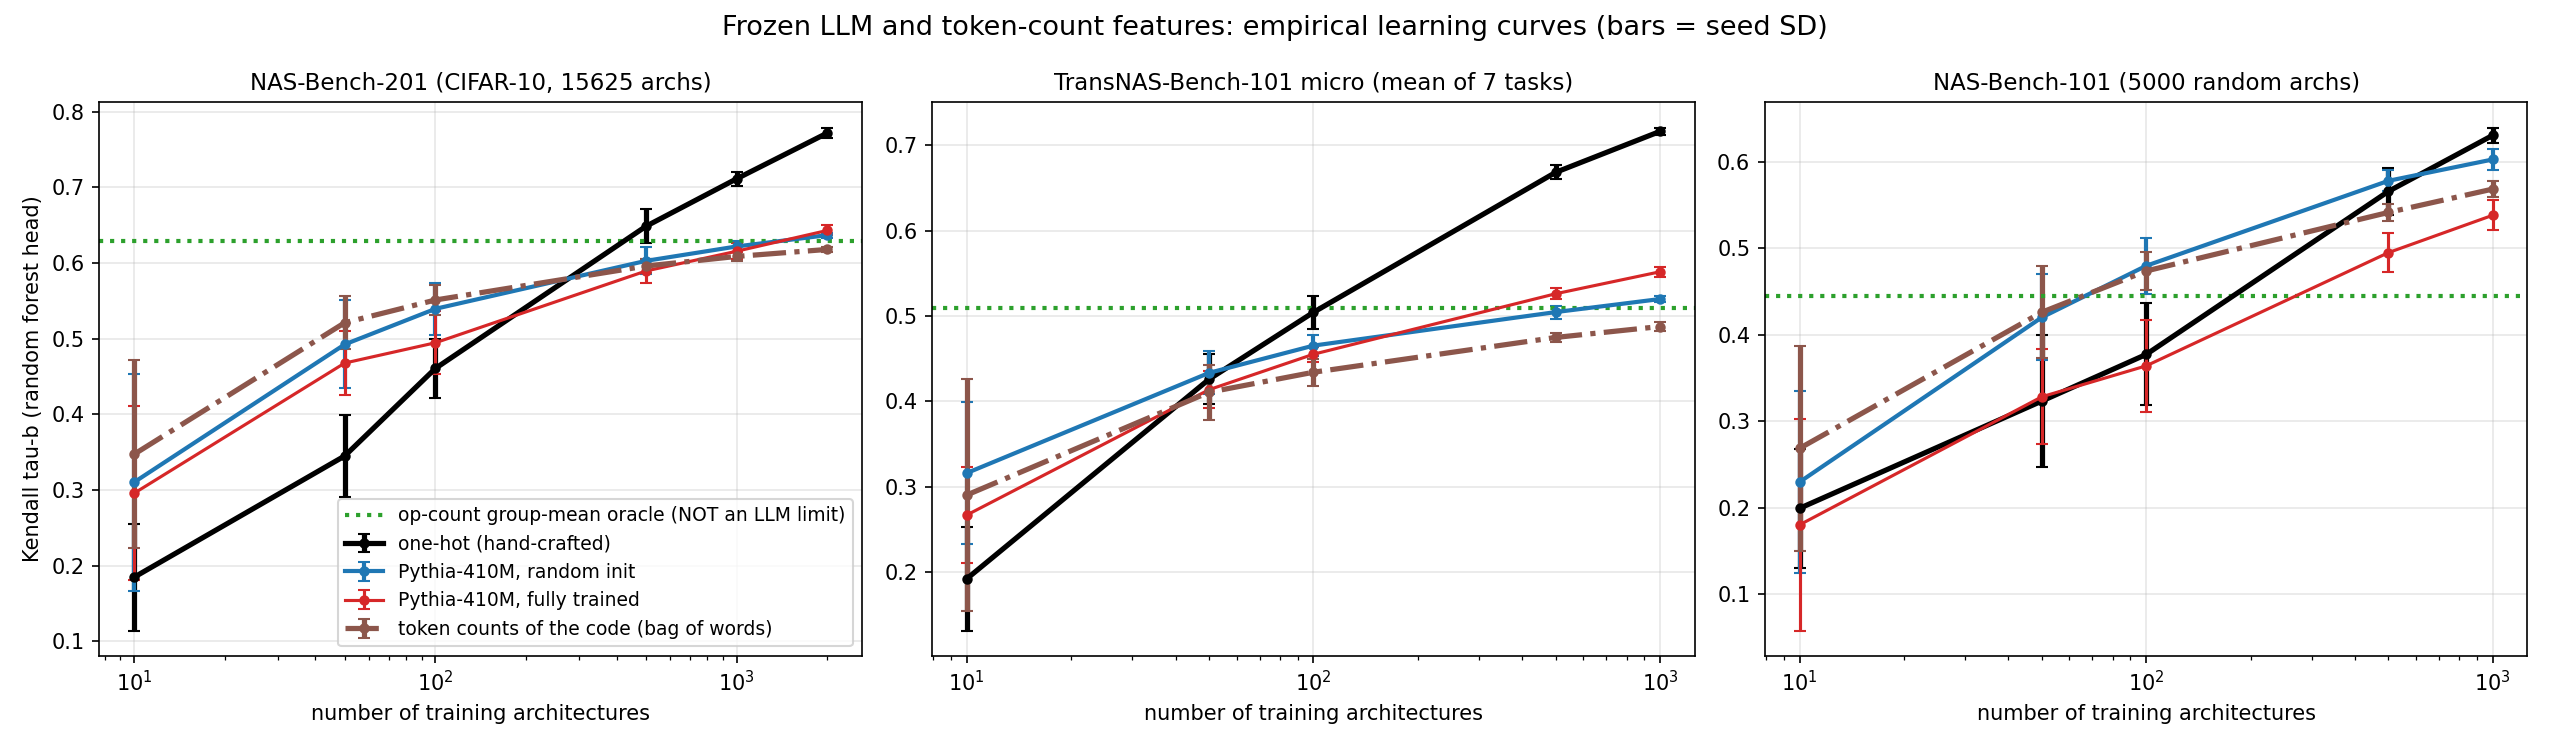 Frozen LLM and token-count features: empirical learning curves (bars = seed SD)
NAS-Bench-201 (CIFAR-10, 15625 archs)
Kendall tau-b (random forest head)
0.8
0.7
0.6
0.5
0.4
0.3
0.2
0.1
op-count group-mean oracle (NOT an LLM limit)
one-hot (hand-crafted)
Pythia-410M, random init
Pythia-410M, fully trained
token counts of the code (bag of words)
10¹ 10² 10³
number of training architectures
TransNAS-Bench-101 micro (mean of 7 tasks)
0.7
0.6
0.5
0.4
0.3
0.2
10¹ 10² 10³
number of training architectures
NAS-Bench-101 (5000 random archs)
0.6
0.5
0.4
0.3
0.2
0.1
10¹ 10² 10³
number of training architectures